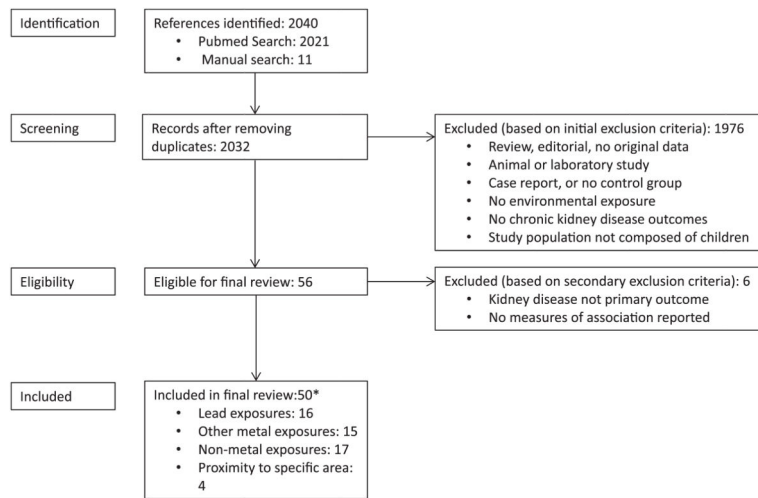 Identification
References identified: 2040
• Pubmed Search: 2021
• Manual search: 11
Screening
Records after removing
duplicates: 2032
Excluded (based on initial exclusion criteria): 1976
• Review, editorial, no original data
• Animal or laboratory study
• Case report, or no control group
• No environmental exposure
• No chronic kidney disease outcomes
• Study population not composed of children
Eligibility
Eligible for final review: 56
Excluded (based on secondary exclusion criteria): 6
• Kidney disease not primary outcome
• No measures of association reported
Included
Included in final review:50*
• Lead exposures: 16
• Other metal exposures: 15
• Non-metal exposures: 17
• Proximity to specific area:
4